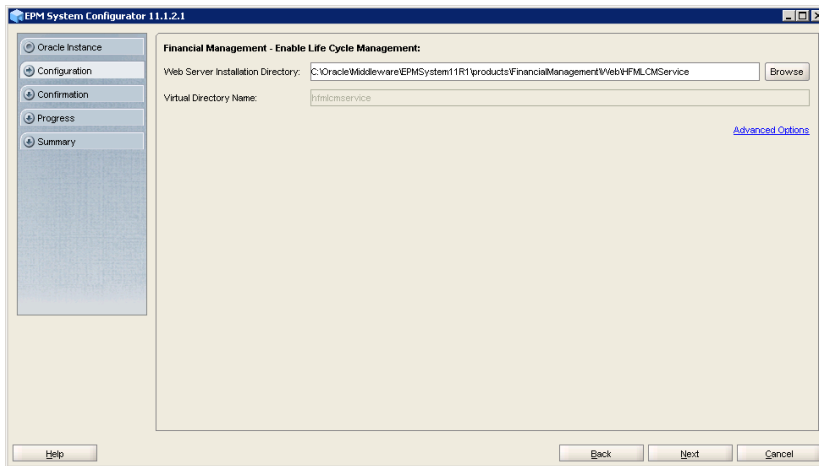 EPM System Configurator 11.1.2.1
Oracle Instance
Configuration
Confirmation
Progress
Summary
Financial Management - Enable Life Cycle Management:
Web Server Installation Directory: C:\Oracle\Middleware\EPMSystem11R1\products\FinancialManagement\Web\HFMLCMService Browse
Virtual Directory Name: hfmlcmservice
Advanced Options
Help Back Next Cancel